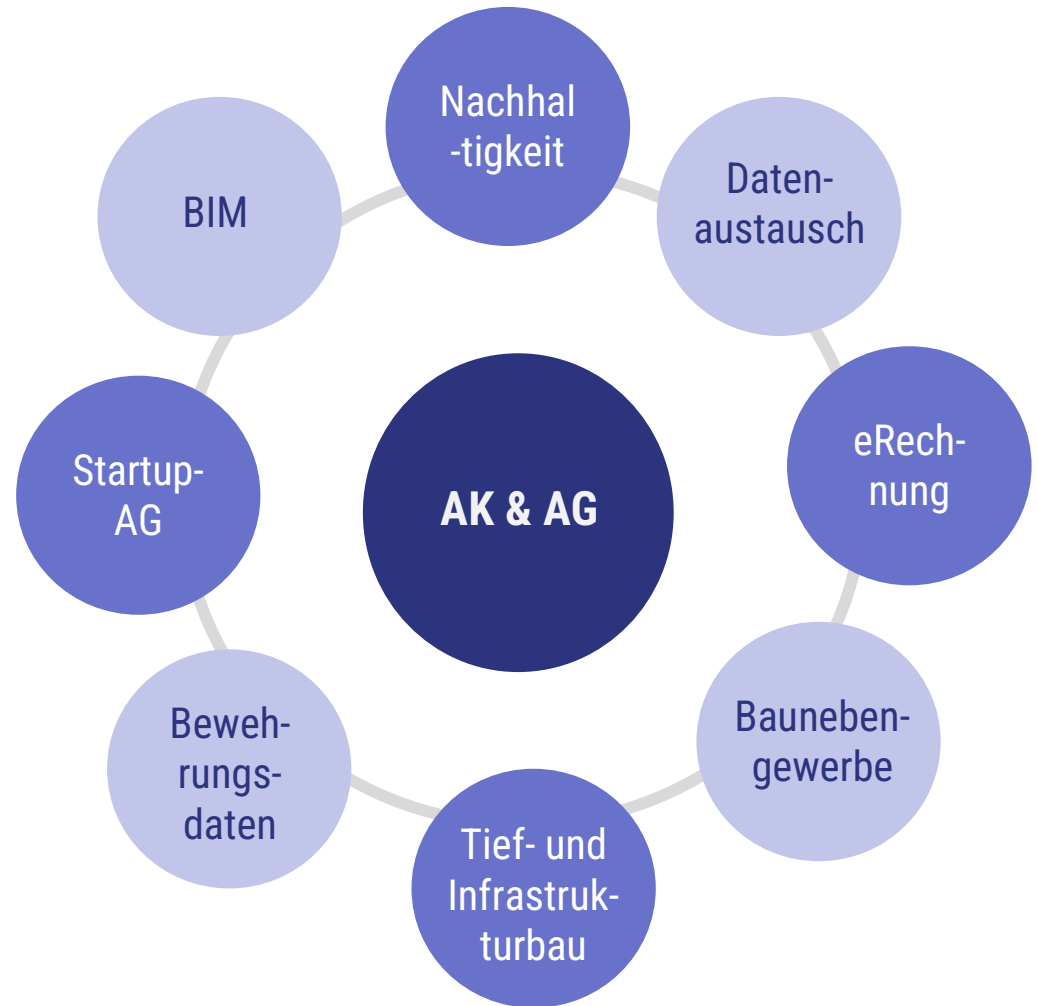 Nachhal
-tigkeit
Daten-
austausch
eRech-
nung
Bauneben-
gewerbe
Tief- und
Infrastruk-
turbau
Beweh-
rungs-
daten
Startup-
AG
BIM
AK & AG